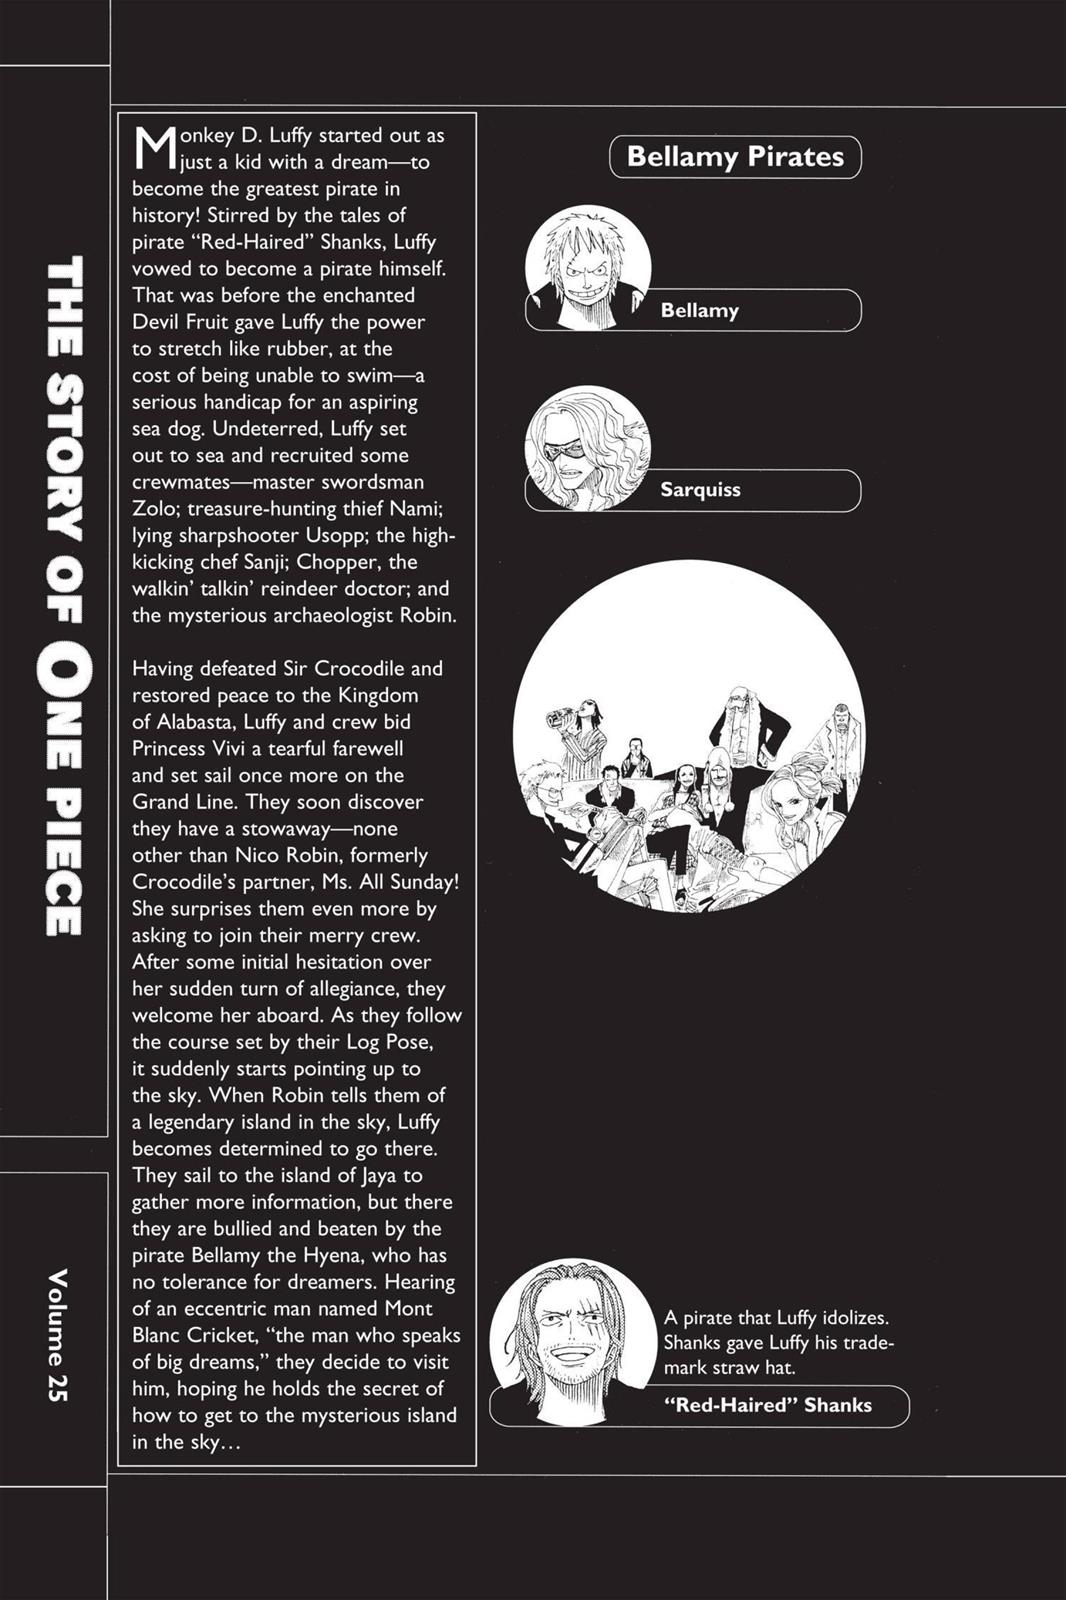 THE STORY OF ONE PIECE
Volume 25
Monkey D. Luffy started out as
just a kid with a dream—to
become the greatest pirate in
history! Stirred by the tales of
pirate “Red-Haired” Shanks, Luffy
vowed to become a pirate himself.
That was before the enchanted
Devil Fruit gave Luffy the power
to stretch like rubber, at the
cost of being unable to swim—a
serious handicap for an aspiring
sea dog. Undeterred, Luffy set
out to sea and recruited some
crewmates—master swordsman
Zolo; treasure-hunting thief Nami;
lying sharpshooter Usopp; the high-
kicking chef Sanji; Chopper, the
walkin’ talkin’ reindeer doctor; and
the mysterious archaeologist Robin.
Having defeated Sir Crocodile and
restored peace to the Kingdom
of Alabasta, Luffy and crew bid
Princess Vivi a tearful farewell
and set sail once more on the
Grand Line. They soon discover
they have a stowaway—none
other than Nico Robin, formerly
Crocodile’s partner, Ms. All Sunday!
She surprises them even more by
asking to join their merry crew.
After some initial hesitation over
her sudden turn of allegiance, they
welcome her aboard. As they follow
the course set by their Log Pose,
it suddenly starts pointing up to
the sky. When Robin tells them of
a legendary island in the sky, Luffy
becomes determined to go there.
They sail to the island of Jaya to
gather more information, but there
they are bullied and beaten by the
pirate Bellamy the Hyena, who has
no tolerance for dreamers. Hearing
of an eccentric man named Mont
Blanc Cricket, “the man who speaks
of big dreams,” they decide to visit
him, hoping he holds the secret of
how to get to the mysterious island
in the sky…
Bellamy Pirates
Bellamy
Sarquiss
A pirate that Luffy idolizes.
Shanks gave Luffy his trade-
mark straw hat.
“Red-Haired” Shanks